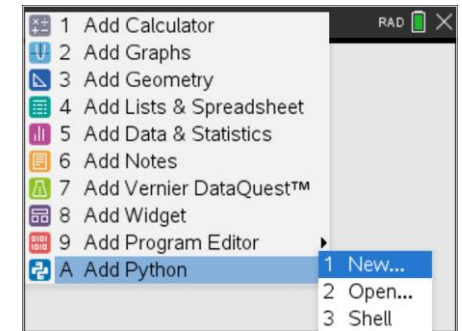 RAD
1 Add Calculator
2 Add Graphs
3 Add Geometry
4 Add Lists & Spreadsheet
5 Add Data & Statistics
6 Add Notes
7 Add Vernier DataQuest™
8 Add Widget
9 Add Program Editor
A Add Python
1 New...
2 Open...
3 Shell